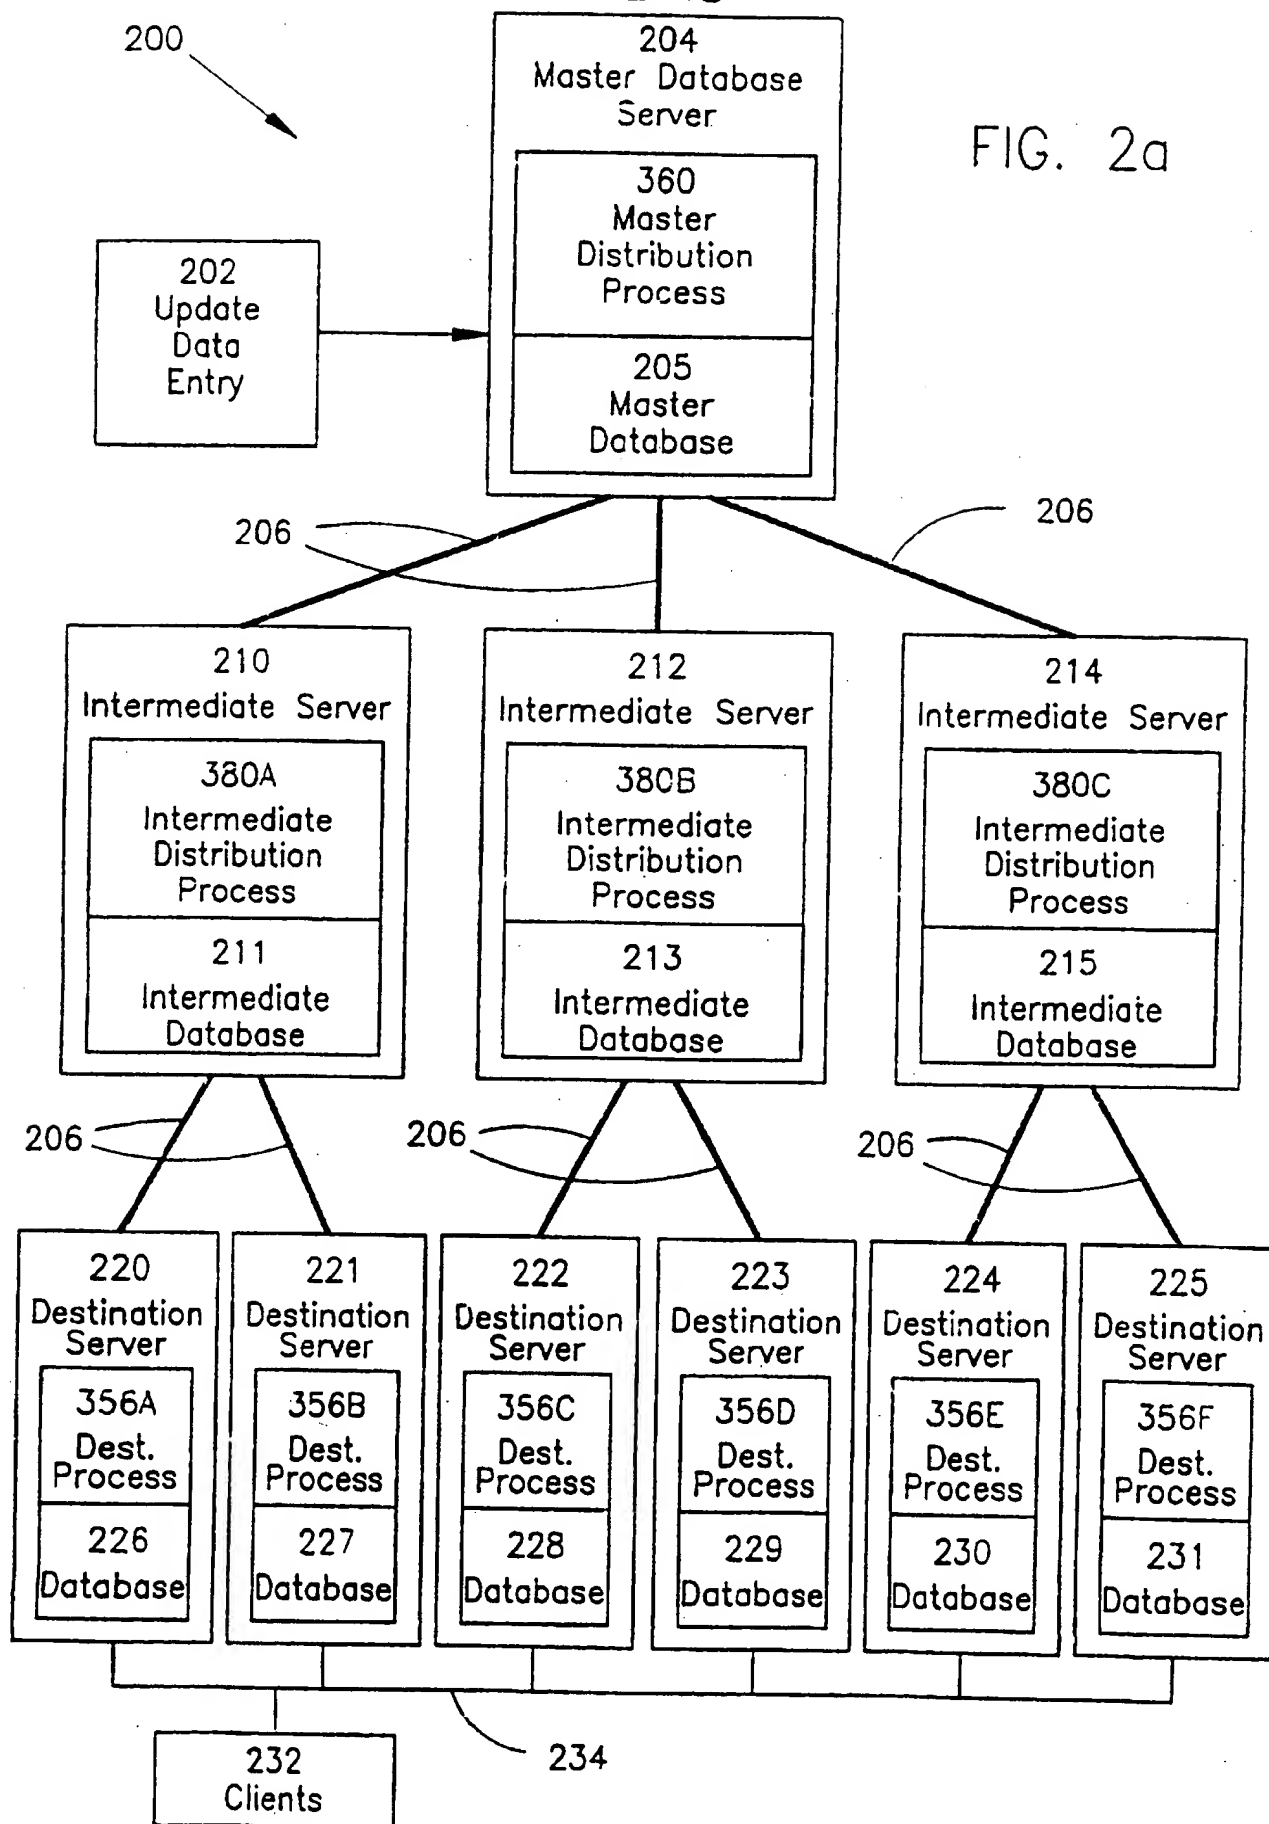 200
204
Master Database
Server
FIG. 2a
360
Master
Distribution
Process
202
Update
Data
Entry
205
Master
Database
206
206
210
Intermediate Server
380A
Intermediate
Distribution
Process
211
Intermediate
Database
212
Intermediate Server
380B
Intermediate
Distribution
Process
213
Intermediate
Database
214
Intermediate Server
380C
Intermediate
Distribution
Process
215
Intermediate
Database
206
206
206
220
Destination
Server
356A
Dest.
Process
226
Database
221
Destination
Server
356B
Dest.
Process
227
Database
222
Destination
Server
356C
Dest.
Process
228
Database
223
Destination
Server
356D
Dest.
Process
229
Database
224
Destination
Server
356E
Dest.
Process
230
Database
225
Destination
Server
356F
Dest.
Process
231
Database
234
232
Clients